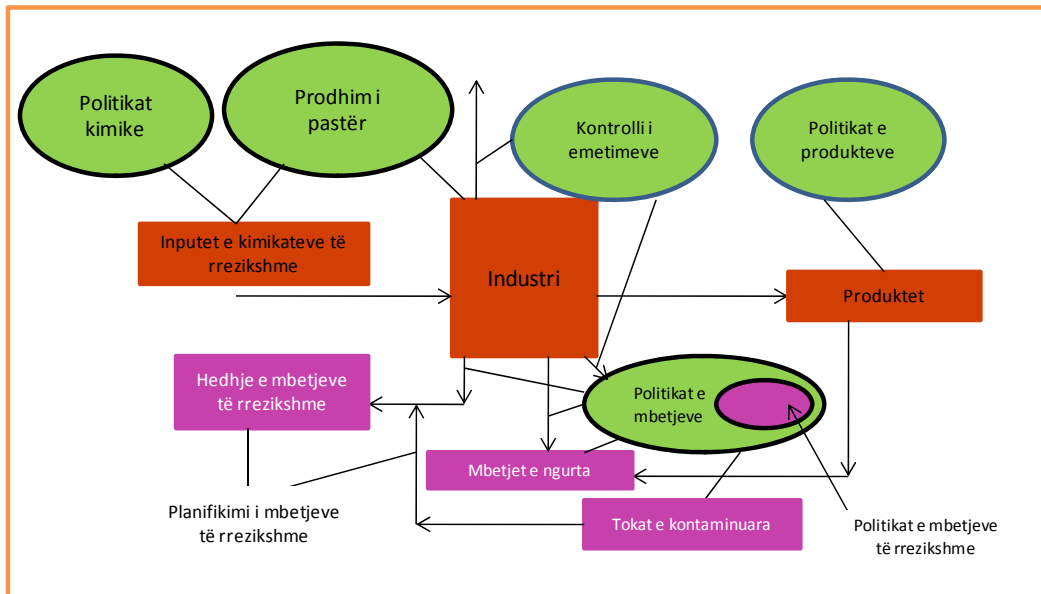 Politikat
kimike
Prodhim i
pastër
Kontrolli i
emetimeve
Politikat e
produkteve
Inputet e kimikateve të
rrezikshme
Industri
Produktet
Hedhje e mbetjeve
të rrezikshme
Politikat e
mbetjeve
Mbetjet e ngurta
Planifikimi i mbetjeve
të rrezikshme
Tokat e kontaminuara
Politikat e mbetjeve
të rrezikshme